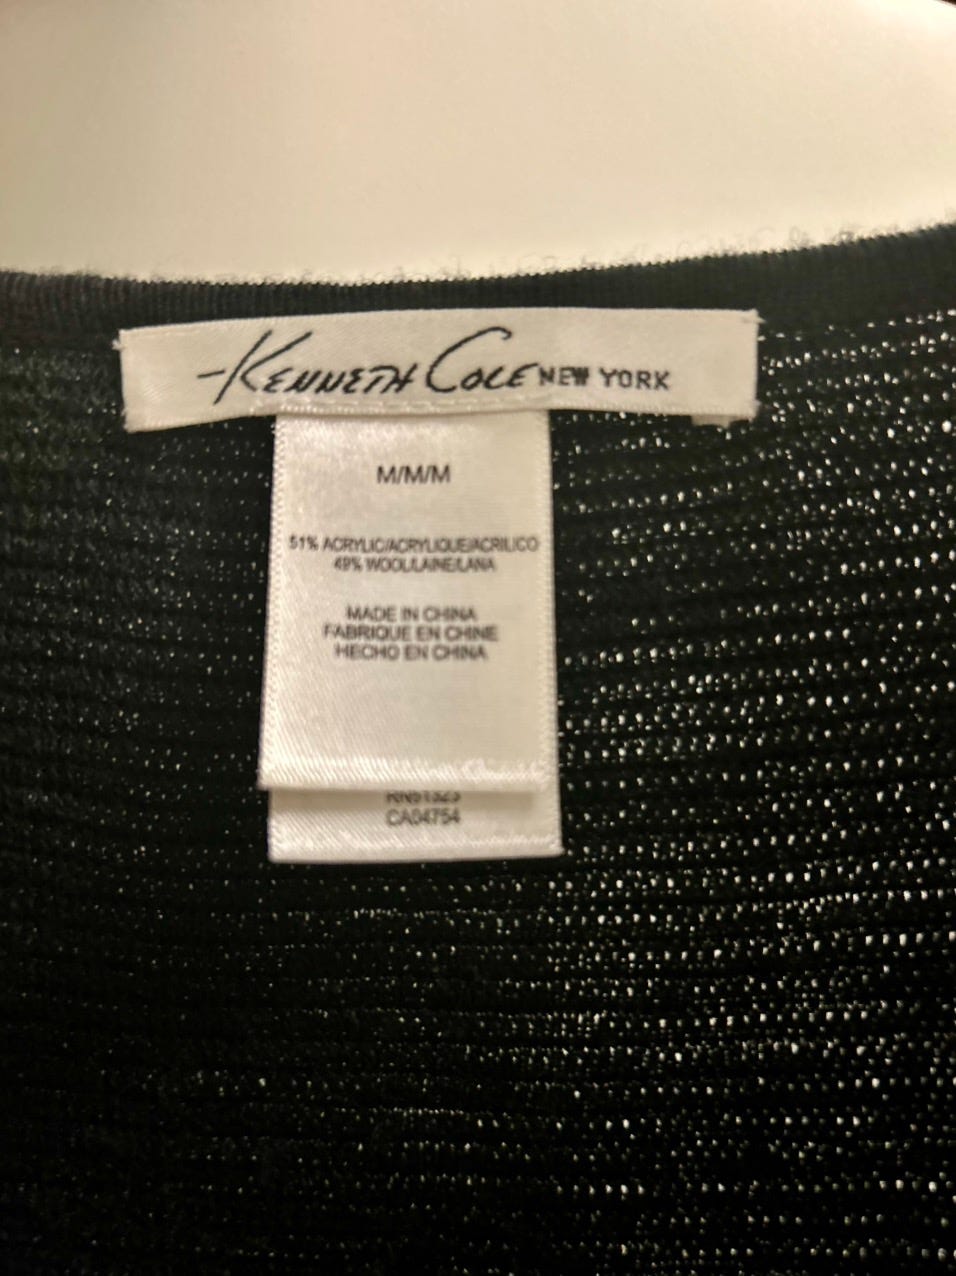 KENNETH COLE NEW YORK
M/M/M
51% ACRYLIC/ACRYLIQUE/ACRILICO
49% WOOL/LAINE/LANA
MADE IN CHINA
FABRIQUE EN CHINE
HECHO EN CHINA
RN51323
CA04754